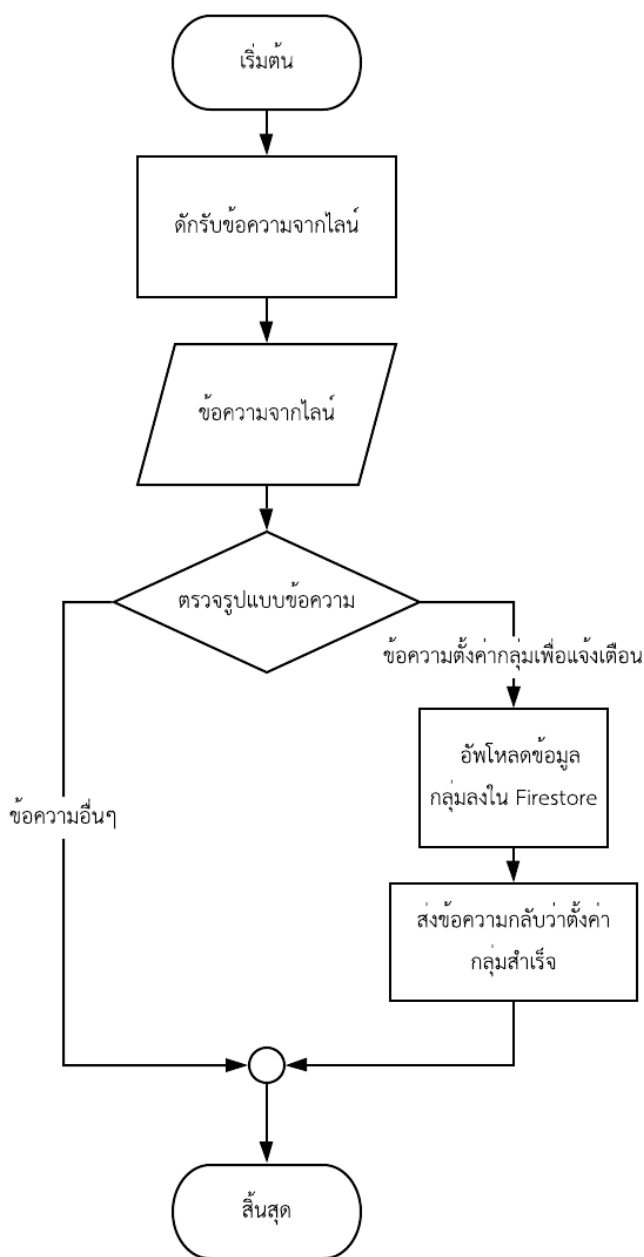 เริ่มต้น
ดักรับข้อความจากไลน์
ข้อความจากไลน์
ตรวจรูปแบบข้อความ
ข้อความตั้งค่ากลุ่มเพื่อแจ้งเตือน
อัพโหลดข้อมูล
กลุ่มลงใน Firestore
ข้อความอื่นๆ
ส่งข้อความกลับว่าตั้งค่า
กลุ่มสำเร็จ
สิ้นสุด